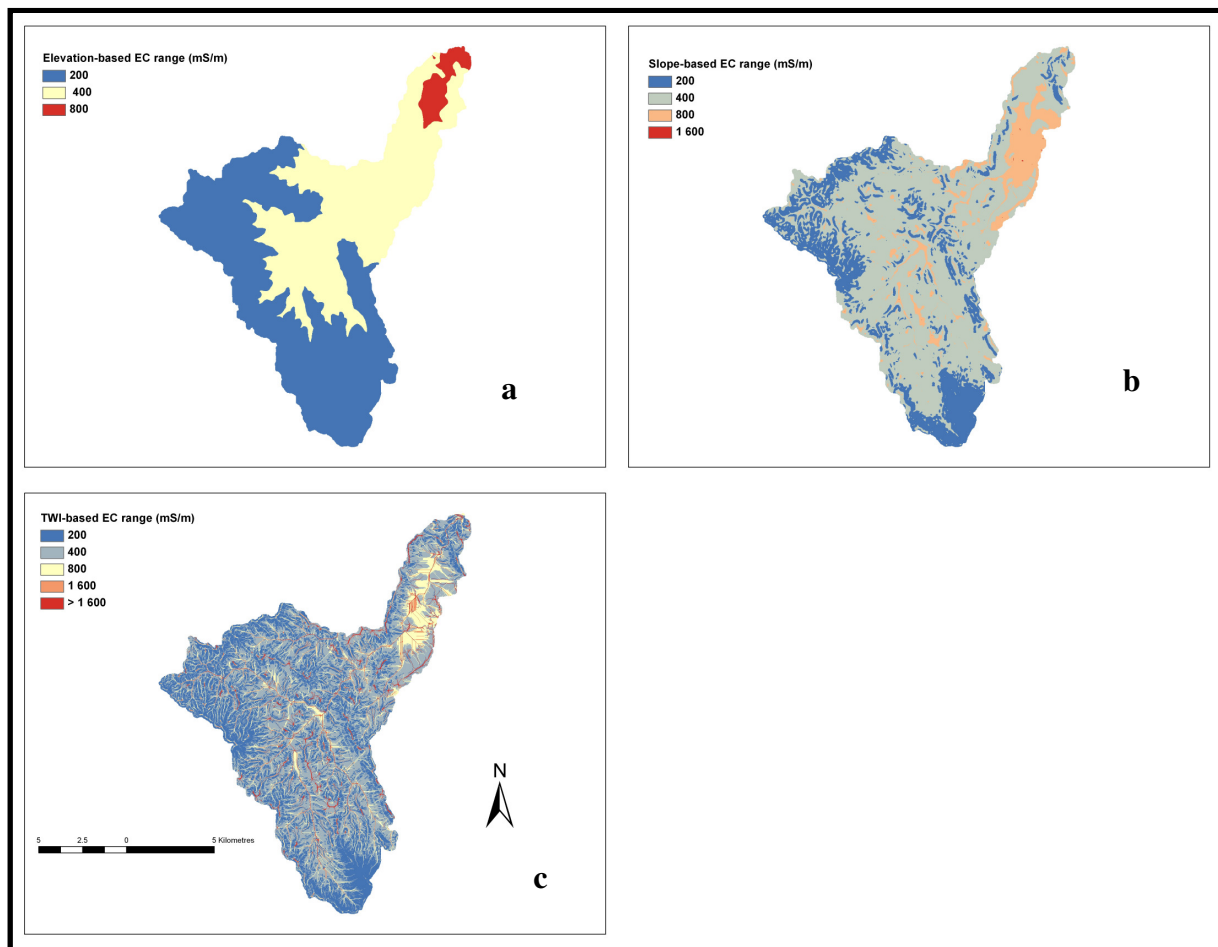 Elevation-based EC range (mS/m)
200
400
800
a
Slope-based EC range (mS/m)
200
400
800
1 600
b
TWI-based EC range (mS/m)
200
400
800
1 600
> 1 600
N
5 2.5 0 5 Kilometres
c